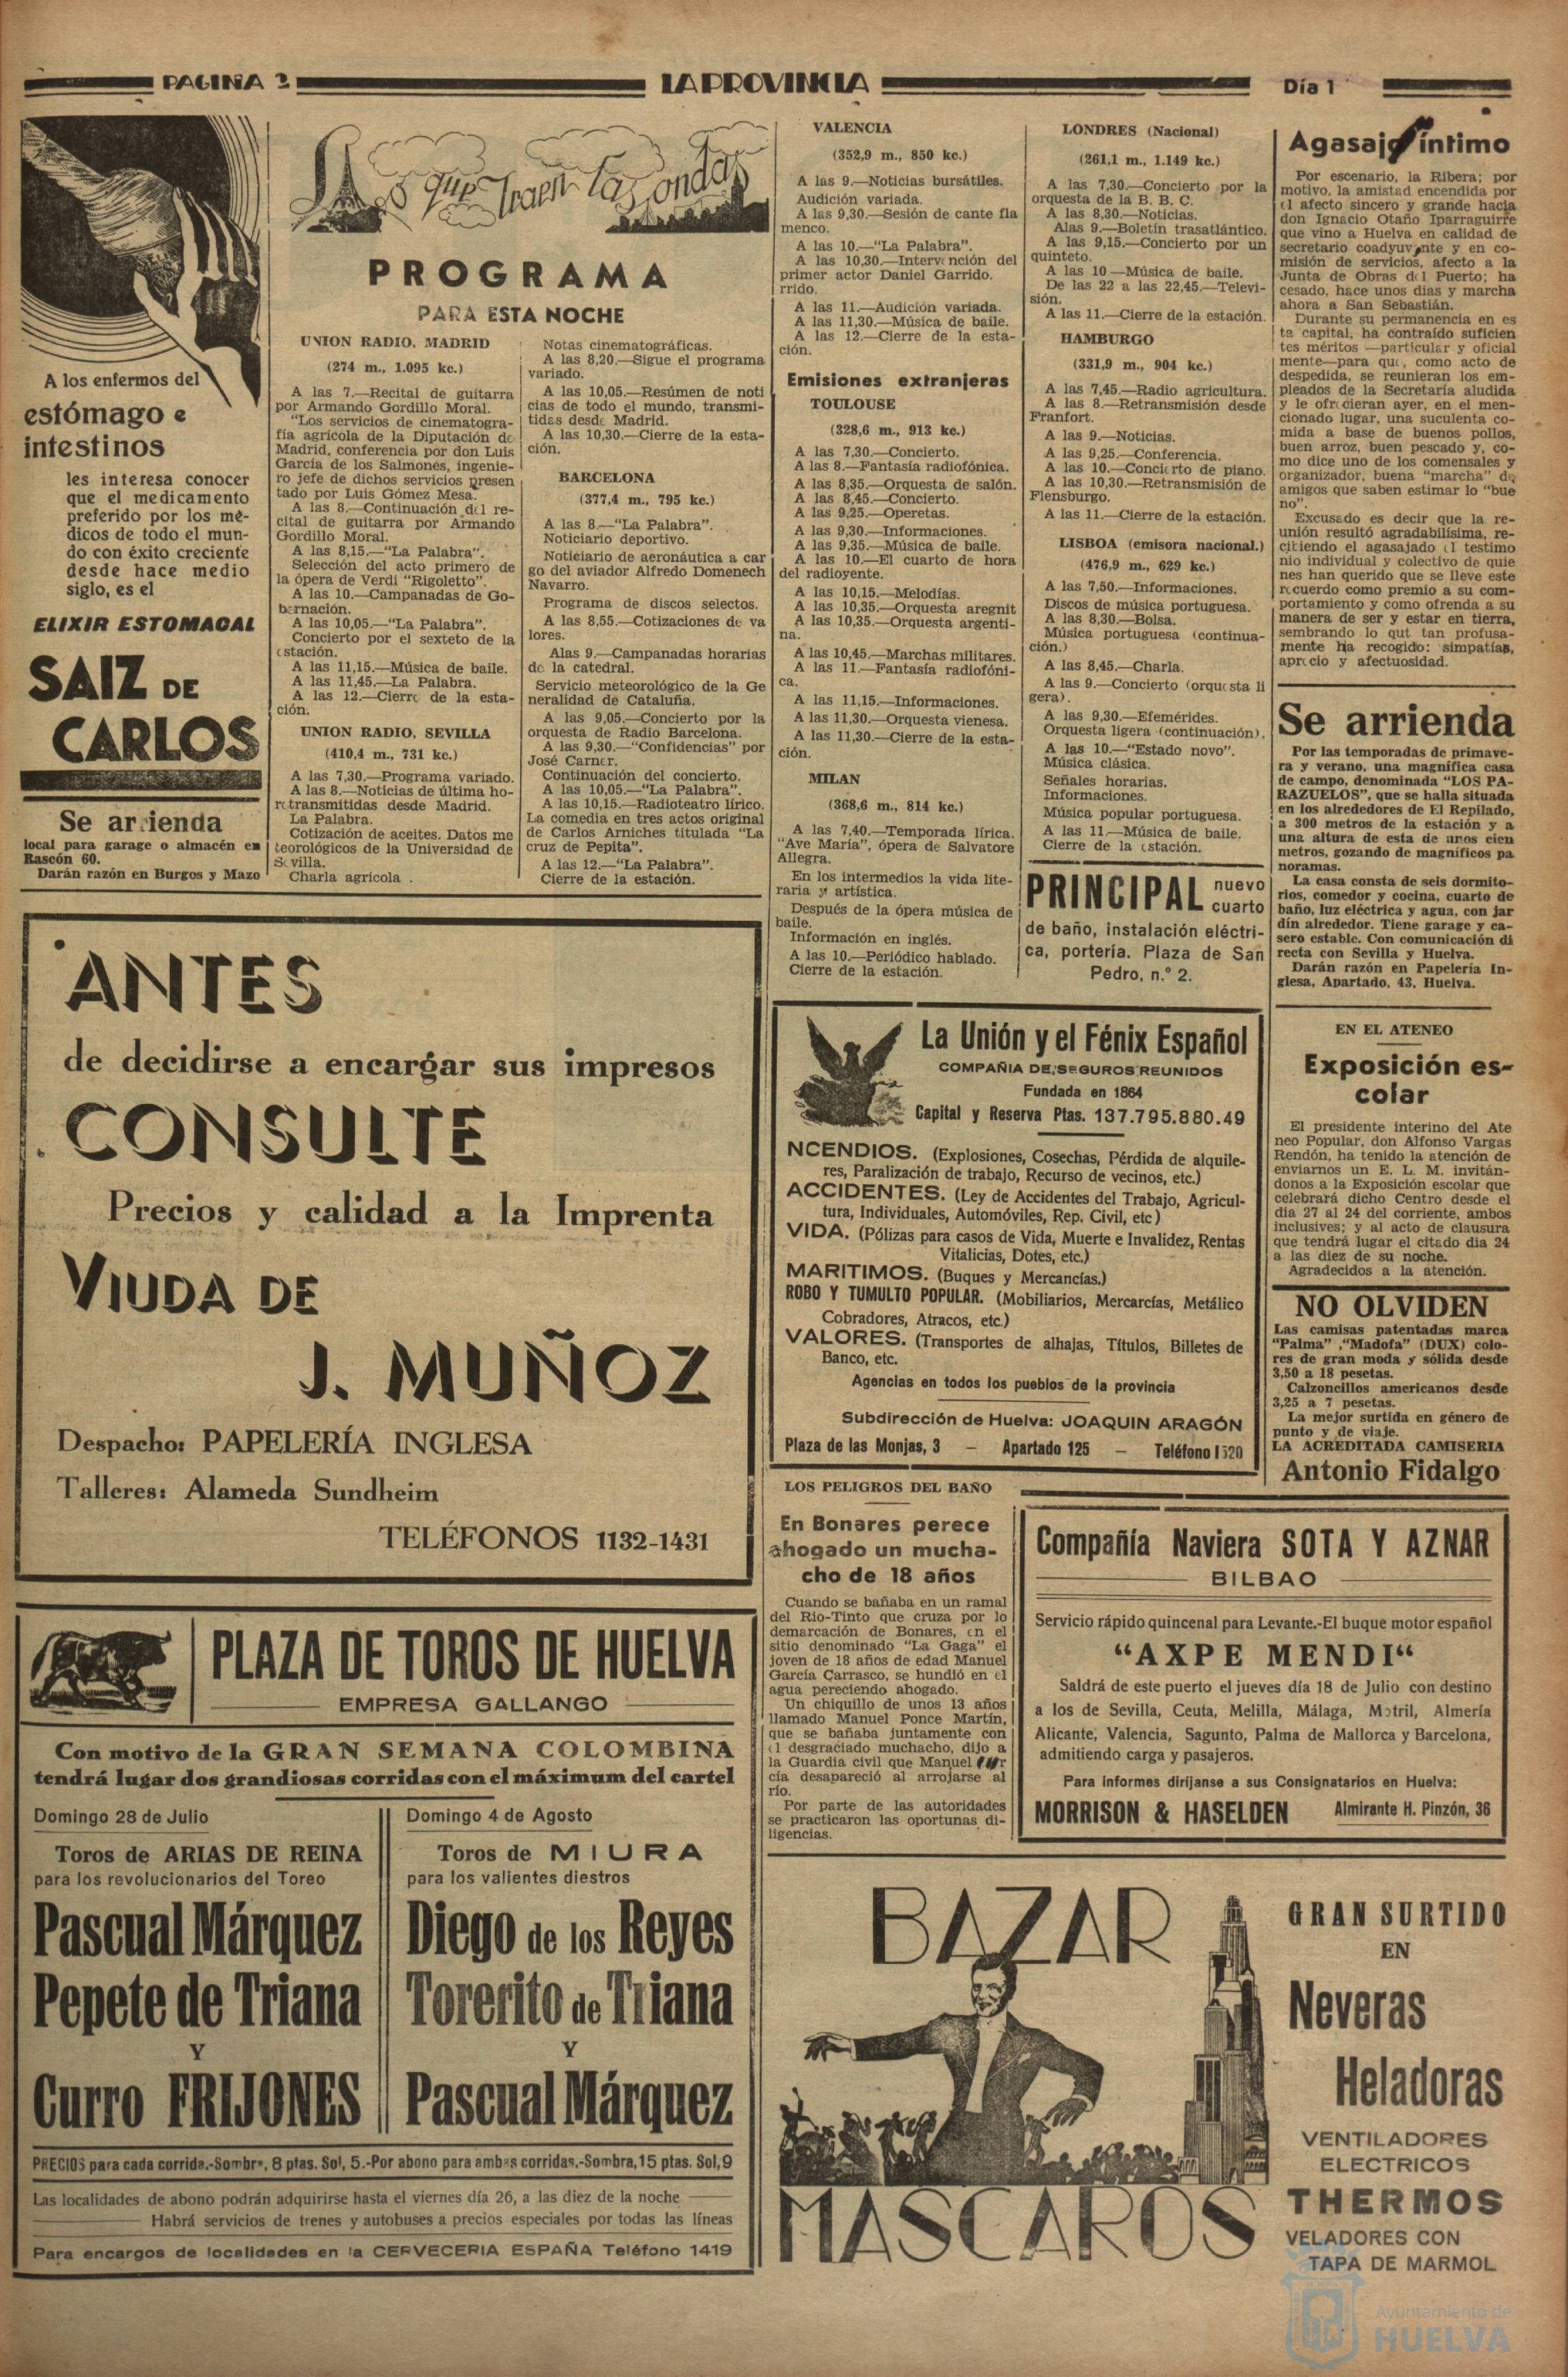 PAGINA 2
LA PROVINCIA
Día 1
A los enfermos del
estómago e
intestinos
les interesa conocer
que el medicamento
preferido por los mé-
dicos de todo el mun-
do con éxito creciente
desde hace medio
siglo, es el
ELIXIR ESTOMACAL
SAIZ DE
CARLOS
Se arrienda
local para garage o almacén en
Rascón 60.
Darán razón en Burgos y Mazo
Lo que traen las ondas
PROGRAMA
PARA ESTA NOCHE
UNION RADIO, MADRID
(274 m., 1.095 kc.)
A las 7.—Recital de guitarra
por Armando Gordillo Moral.
"Los servicios de cinematogra-
fía agrícola de la Diputación de
Madrid, conferencia por don Luis
García de los Salmones, ingenie-
ro jefe de dichos servicios presen
tado por Luis Gómez Mesa.
A las 8.—Continuación del re-
cital de guitarra por Armando
Gordillo Moral.
A las 8,15.—"La Palabra".
Selección del acto primero de
la ópera de Verdi "Rigoletto".
A las 10.—Campanadas de Go-
bernación.
A las 10,05.—"La Palabra".
Concierto por el sexteto de la
estación.
A las 11,15.—Música de baile.
A las 11,45.—La Palabra.
A las 12.—Cierre de la esta-
ción.
UNION RADIO, SEVILLA
(410,4 m., 731 kc.)
A las 7,30.—Programa variado.
A las 8.—Noticias de última ho-
retransmitidas desde Madrid.
La Palabra.
Cotización de aceites. Datos me
teorológicos de la Universidad de
Sevilla.
Charla agrícola .
Notas cinematográficas.
A las 8,20.—Sigue el programa
variado.
A las 10,05.—Resúmen de noti
cias de todo el mundo, transmi-
tidas desde Madrid.
A las 10,30.—Cierre de la esta-
ción.
BARCELONA
(377,4 m., 795 kc.)
A las 8.—"La Palabra".
Noticiario deportivo.
Notieiario de aeronáutica a car
go del aviador Alfredo Domenech
Navarro.
Programa de discos selectos.
A las 8,55.—Cotizaciones de va
lores.
Alas 9.—Campanadas horarias
de la catedral.
Servicio meteorológico de la Ge
neralidad de Cataluña.
A las 9,05.—Concierto por la
orquesta de Radio Barcelona.
A las 9,30.—"Confidencias" por
José Carner.
Continuación del concierto.
A las 10,05.—"La Palabra".
A las 10,15.—Radioteatro lírico.
La comedia en tres actos original
de Carlos Arniches titulada "La
cruz de Pepita".
A las 12.—"La Palabra".
Cierre de la estación.
VALENCIA
(352,9 m., 850 kc.)
A las 9.—Noticias bursátiles.
Audición variada.
A las 9,30.—Sesión de cante fla
menco.
A las 10.—"La Palabra".
A las 10,30.—Intervención del
primer actor Daniel Garrido.
rrido.
A las 11.—Audición variada.
A las 11,30.—Música de baile.
A las 12.—Cierre de la esta-
ción.
Emisiones extranjeras
TOULOUSE
(328,6 m., 913 kc.)
A las 7,30.—Concierto.
A las 8.—Fantasía radiofónica.
A las 8,35.—Orquesta de salón.
A las 8,45.—Concierto.
A las 9,25.—Operetas.
A las 9,30.—Informaciones.
A las 9,35.—Música de baile.
A las 10.—El cuarto de hora
del radioyente.
A las 10,15.—Melodías.
A las 10,35.—Orquesta aregnit
A las 10,35.—Orquesta argenti-
na.
A las 10,45.—Marchas militares.
A las 11.—Fantasía radiofóni-
ca.
A las 11,15.—Informaciones.
A las 11,30.—Orquesta vienesa.
A las 11,30.—Cierre de la esta-
ción.
MILAN
(368,6 m., 814 kc.)
A las 7,40.—Temporada lírica.
"Ave María", ópera de Salvatore
Allegra.
En los intermedios la vida lite-
raria y artística.
Después de la ópera música de
baile.
Información en inglés.
A las 10.—Periódico hablado.
Cierre de la estación.
LONDRES (Nacional)
(261,1 m., 1.149 kc.)
A las 7,30.—Concierto por la
orquesta de la B. B. C.
A las 8,30.—Noticias.
Alas 9.—Boletín trasatlántico.
A las 9,15.—Concierto por un
quinteto.
A las 10 —Música de baile.
De las 22 a las 22,45.—Televi-
sión.
A las 11.—Cierre de la estación.
HAMBURGO
(331,9 m., 904 kc.)
A las 7,45.—Radio agricultura.
A las 8.—Retransmisión desde
Franfort.
A las 9.—Noticias.
A las 9,25.—Conferencia.
A las 10.—Concierto de piano.
A las 10,30.—Retransmisión de
Flensburgo.
A las 11.—Cierre de la estación.
LISBOA (emisora nacional.)
(476,9 m., 629 kc.)
A las 7,50.—Informaciones.
Discos de música portuguesa.
A las 8,30.—Bolsa.
Música portuguesa (continua-
ción.)
A las 8,45.—Charla.
A las 9.—Concierto (orquesta li
gera).
A las 9,30.—Efemérides.
Orquesta ligera (continuación).
A las 10.—"Estado novo".
Música clásica.
Señales horarias.
Informaciones.
Música popular portuguesa.
A las 11.—Música de baile.
Cierre de la estación.
PRINCIPAL nuevo
cuarto
de baño, instalación eléctri-
ca, portería. Plaza de San
Pedro, n.º 2.
Agasajo íntimo
Por escenario, la Ribera; por
motivo, la amistad encendida por
el afecto sincero y grande hacia
don Ignacio Otaño Iparraguirre
que vino a Huelva en calidad de
secretario coadyuvante y en co-
misión de servicios, afecto a la
Junta de Obras del Puerto; ha
cesado, hace unos dias y marcha
ahora a San Sebastián.
Durante su permanencia en es
ta capital, ha contraído suficien
tes méritos —particular y oficial
mente—para que, como acto de
despedida, se reunieran los em-
pleados de la Secretaría aludida
y le ofrecieran ayer, en el men-
cionado lugar, una suculenta co-
mida a base de buenos pollos,
buen arroz, buen pescado y, co-
mo dice uno de los comensales y
organizador, buena "marcha" de
amigos que saben estimar lo "bue
no".
Excusado es decir que la re-
unión resultó agradabilísima, re-
cibiendo el agasajado el testimo
nio individual y colectivo de quie
nes han querido que se lleve este
recuerdo como premio a su com-
portamiento y como ofrenda a su
manera de ser y estar en tierra,
sembrando lo qut tan profusa-
mente ha recogido: simpatías,
aprecio y afectuosidad.
Se arrienda
Por las temporadas de primave-
ra y verano, una magnífica casa
de campo, denominada "LOS PA-
RAZUELOS", que se halla situada
en los alrededores de El Repilado,
a 300 metros de la estación y a
una altura de esta de unos cien
metros, gozando de magníficos pa
noramas.
La casa consta de seis dormito-
rios, comedor y cocina, cuarto de
baño, luz eléctrica y agua, con jar
dín alrededor. Tiene garage y ca-
sero estable. Con comunicación di
recta con Sevilla y Huelva.
Darán razón en Papelería In-
glesa, Apartado, 43, Huelva.
EN EL ATENEO
Exposición es-
colar
El presidente interino del Ate
neo Popular, don Alfonso Vargas
Rendón, ha tenido la atención de
enviarnos un E. L. M. invitán-
donos a la Exposición escolar que
celebrará dicho Centro desde el
dia 27 al 24 del corriente, ambos
inclusives; y al acto de clausura
que tendrá lugar el citado dia 24
a las diez de su noche.
Agradecidos a la atención.
NO OLVIDEN
Las camisas patentadas marca
"Palma" ,"Madofa" (DUX) colo-
res de gran moda y sólida desde
3,50 a 18 pesetas.
Calzoncillos americanos desde
3,25 a 7 pesetas.
La mejor surtida en género de
punto y de viaje.
LA ACREDITADA CAMISERIA
Antonio Fidalgo
ANTES
de decidirse a encargar sus impresos
CONSULTE
Precios y calidad a la Imprenta
VIUDA DE
J. MUÑOZ
Despacho: PAPELERÍA INGLESA
Talleres: Alameda Sundheim
TELÉFONOS 1132-1431
La Unión y el Fénix Español
COMPAÑIA DE SEGUROS REUNIDOS
Fundada en 1864
Capital y Reserva Ptas. 137.795.880.49
NCENDIOS. (Explosiones, Cosechas, Pérdida de alquile-
res, Paralización de trabajo, Recurso de vecinos, etc.)
ACCIDENTES. (Ley de Accidentes del Trabajo, Agricul-
tura, Individuales, Automóviles, Rep. Civil, etc)
VIDA. (Pólizas para casos de Vida, Muerte e Invalidez, Rentas
Vitalicias, Dotes, etc.)
MARITIMOS. (Buques y Mercancías.)
ROBO Y TUMULTO POPULAR. (Mobiliarios, Mercarcías, Metálico
Cobradores, Atracos, etc.)
VALORES. (Transportes de alhajas, Títulos, Billetes de
Banco, etc.
Agencias en todos los pueblos de la provincia
Subdirección de Huelva: JOAQUIN ARAGÓN
Plaza de las Monjas, 3 — Apartado 125 — Teléfono 1520
LOS PELIGROS DEL BAÑO
En Bonares perece
ahogado un mucha-
cho de 18 años
Cuando se bañaba en un ramal
del Rio-Tinto que cruza por lo
demarcación de Bonares, en el
sitio denominado "La Gaga" el
joven de 18 años de edad Manuel
García Carrasco, se hundió en el
agua pereciendo ahogado.
Un chiquillo de unos 13 años
llamado Manuel Ponce Martín,
que se bañaba juntamente con
el desgraciado muchacho, dijo a
la Guardia civil que Manuel
cía desapareció al arrojarse al
río.
Por parte de las autoridades
se practicaron las oportunas di-
ligencias.
Compañía Naviera SOTA Y AZNAR
BILBAO
Servicio rápido quincenal para Levante.-El buque motor español
"AXPE MENDI"
Saldrá de este puerto el jueves día 18 de Julio con destino
a los de Sevilla, Ceuta, Melilla, Málaga, Motril, Almería
Alicante, Valencia, Sagunto, Palma de Mallorca y Barcelona,
admitiendo carga y pasajeros.
Para informes diríjanse a sus Consignatarios en Huelva:
MORRISON & HASELDEN Almirante H. Pinzón, 36
PLAZA DE TOROS DE HUELVA
EMPRESA GALLANGO
Con motivo de la GRAN SEMANA COLOMBINA
tendrá lugar dos grandiosas corridas con el máximum del cartel
Domingo 28 de Julio
Toros de ARIAS DE REINA
para los revolucionarios del Toreo
Pascual Márquez
Pepete de Triana
Y
Curro FRIJONES
Domingo 4 de Agosto
Toros de MIURA
para los valientes diestros
Diego de los Reyes
Torerito de Triana
Y
Pascual Márquez
PRECIOS para cada corrida.-Sombra, 8 ptas. Sol, 5.-Por abono para ambas corridas.-Sombra, 15 ptas. Sol, 9
Las localidades de abono podrán adquirirse hasta el viernes día 26, a las diez de la noche
Habrá servicios de trenes y autobuses a precios especiales por todas las líneas
Para encargos de localidades en la CERVECERIA ESPAÑA Teléfono 1419
BAZAR
MASCAROS
GRAN SURTIDO
EN
Neveras
Heladoras
VENTILADORES
ELECTRICOS
THERMOS
VELADORES CON
TAPA DE MARMOL
Ayuntamiento de
HUELVA